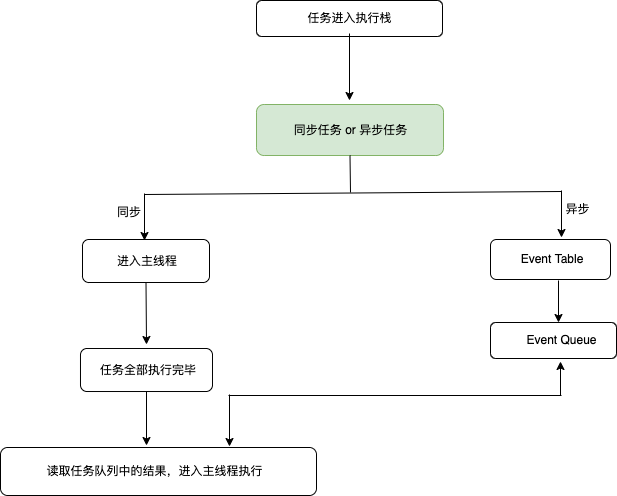 任务进入执行栈
同步任务 or 异步任务
同步
异步
进入主线程
Event Table
Event Queue
任务全部执行完毕
读取任务队列中的结果，进入主线程执行